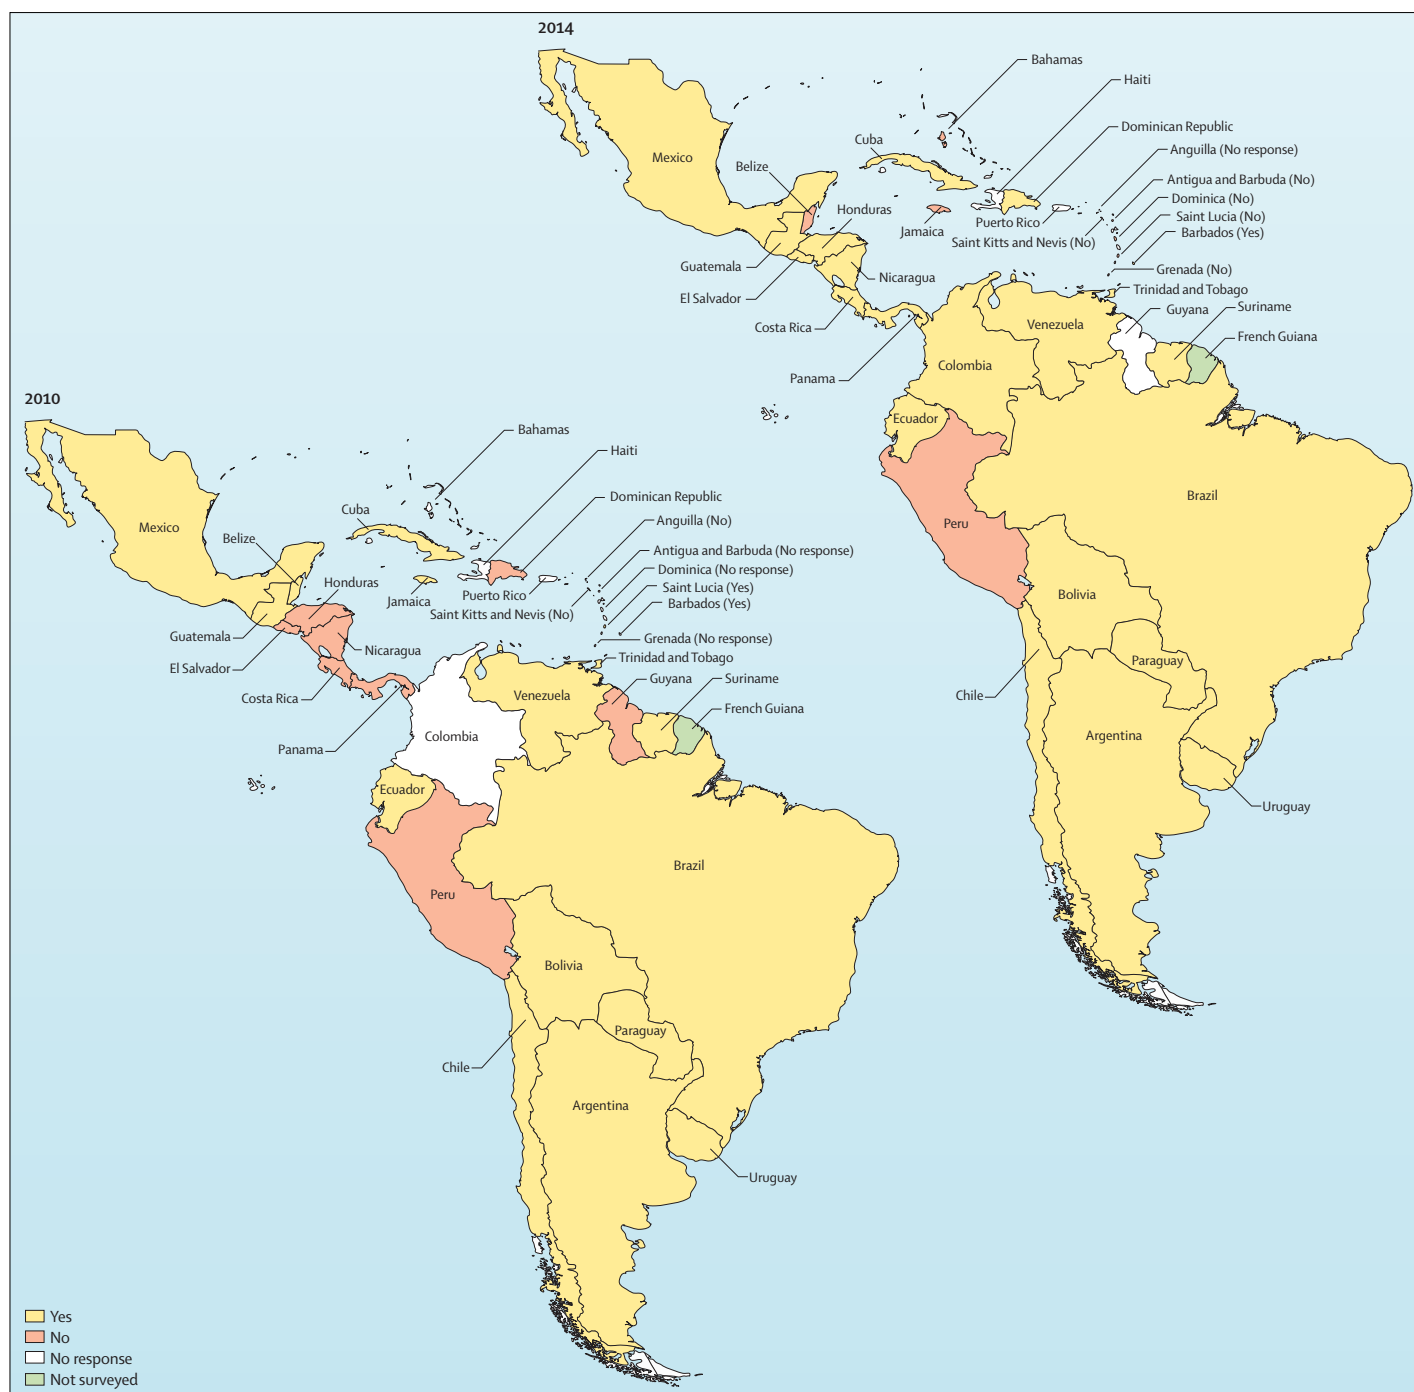 2014
Bahamas
Haiti
Dominican Republic
Cuba
Anguilla (No response)
Mexico
Belize
Antigua and Barbuda (No)
Dominica (No)
Honduras
Saint Lucia (No)
Puerto Rico
Jamaica
Barbados (Yes)
Saint Kitts and Nevis (No)
Guatemala
Grenada (No)
Nicaragua
Trinidad and Tobago
El Salvador
Suriname
Guyana
Costa Rica
Venezuela
French Guiana
Colombia
Panama
Ecuador
Brazil
Peru
Bolivia
Paraguay
Chile
Argentina
Uruguay
2010
Bahamas
Haiti
Dominican Republic
Cuba
Anguilla (No)
Mexico
Belize
Antigua and Barbuda (No response)
Dominica (No response)
Honduras
Saint Lucia (Yes)
Puerto Rico
Jamaica
Barbados (Yes)
Saint Kitts and Nevis (No)
Guatemala
Grenada (No response)
Nicaragua
Trinidad and Tobago
El Salvador
Guyana
Suriname
Costa Rica
Venezuela
French Guiana
Colombia
Panama
Ecuador
Brazil
Peru
Bolivia
Paraguay
Chile
Argentina
Uruguay
Yes
No
No response
Not surveyed